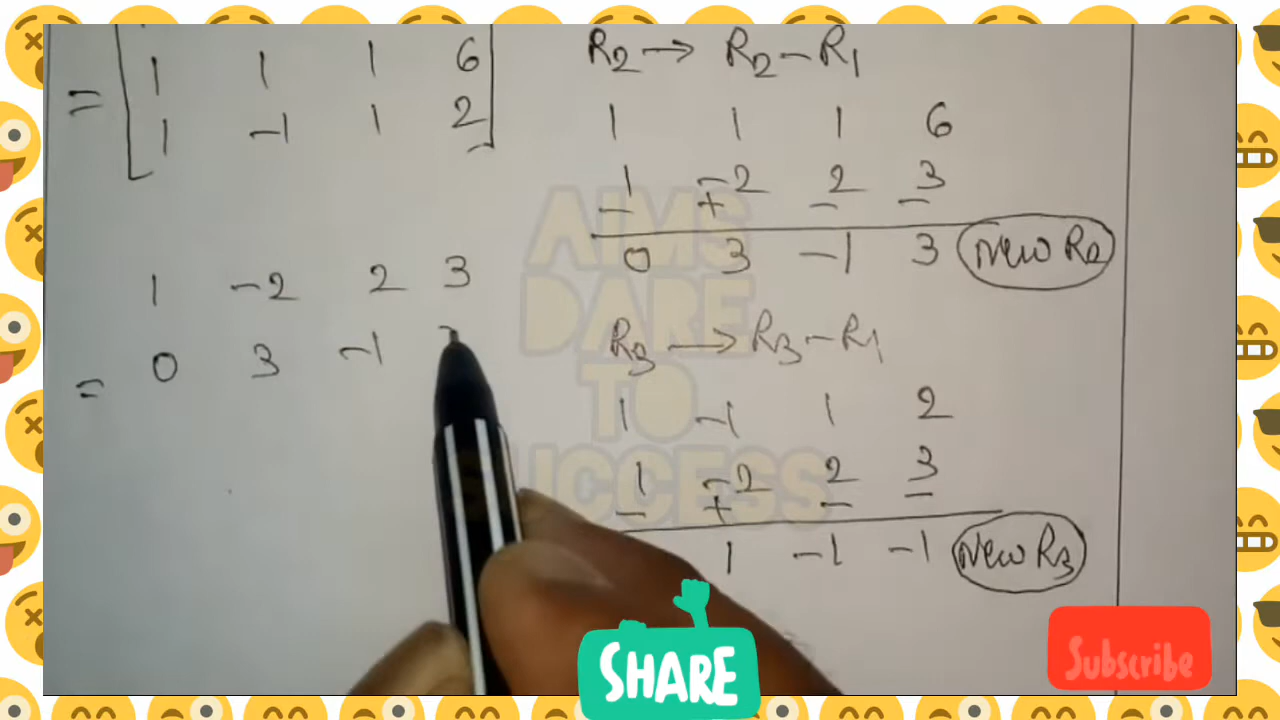 R2 → R2 - R1
= 1 1 1 6
1 -1 1 2
1 1 1 6
1 -2 2 3
- + - -
0 3 -1 3 New R2
1 -2 2 3
= 0 3 -1
R3 → R3 - R1
1 -1 1 2
1 -2 2 3
- + - -
1 -1 -1 New R3
AIMS
DARE
TO
SUCCESS
SHARE
Subscribe